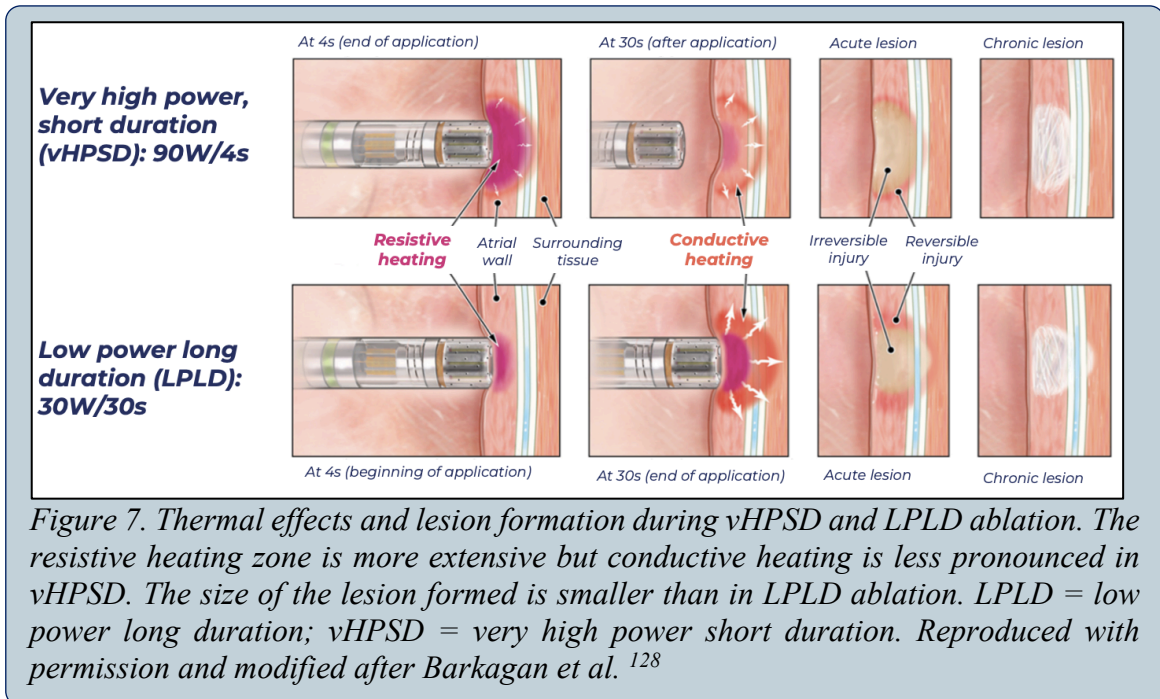 At 4s (end of application)
At 30s (after application)
Acute lesion
Chronic lesion
Very high power,
short duration
(vHPSD): 90W/4s
Resistive
heating
Atrial
wall
Surrounding
tissue
Conductive
heating
Irreversible
injury
Reversible
injury
Low power long
duration (LPLD):
30W/30s
At 4s (beginning of application)
At 30s (end of application)
Acute lesion
Chronic lesion
Figure 7. Thermal effects and lesion formation during vHPSD and LPLD ablation. The
resistive heating zone is more extensive but conductive heating is less pronounced in
vHPSD. The size of the lesion formed is smaller than in LPLD ablation. LPLD = low
power long duration; vHPSD = very high power short duration. Reproduced with
permission and modified after Barkagan et al. 128